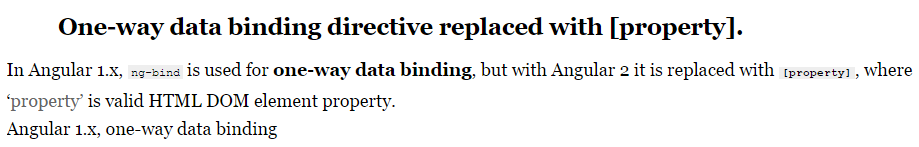 One-way data binding directive replaced with [property].
In Angular 1.x, ng-bind is used for one-way data binding, but with Angular 2 it is replaced with [property], where
‘property’ is valid HTML DOM element property.
Angular 1.x, one-way data binding